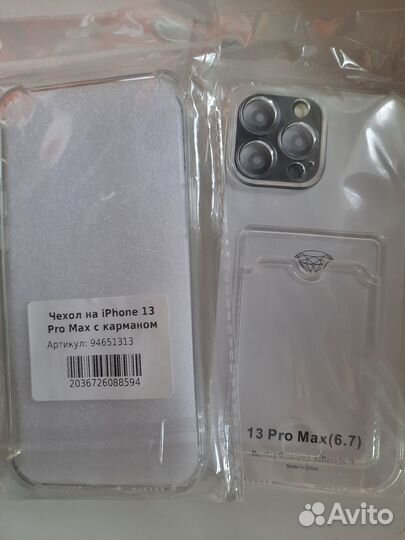 Чехол на iPhone 13
Pro Max с карманом
Артикул: 94651313
2036726088594
13 Pro Max(6.7)
Made in China
Avito